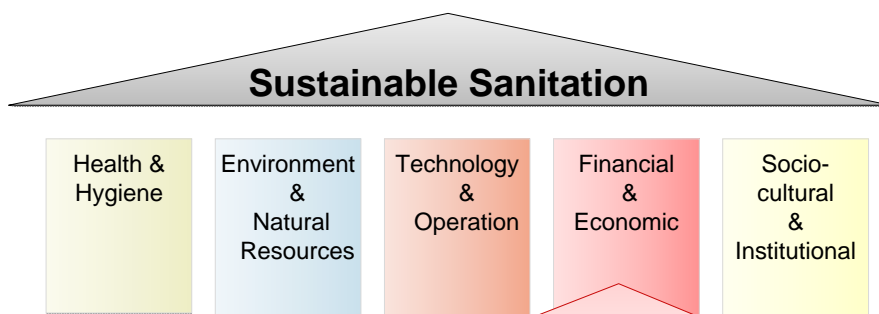 Sustainable Sanitation
Health &
Hygiene
Environment
&
Natural
Resources
Technology
&
Operation
Financial
&
Economic
Socio-
cultural
&
Institutional